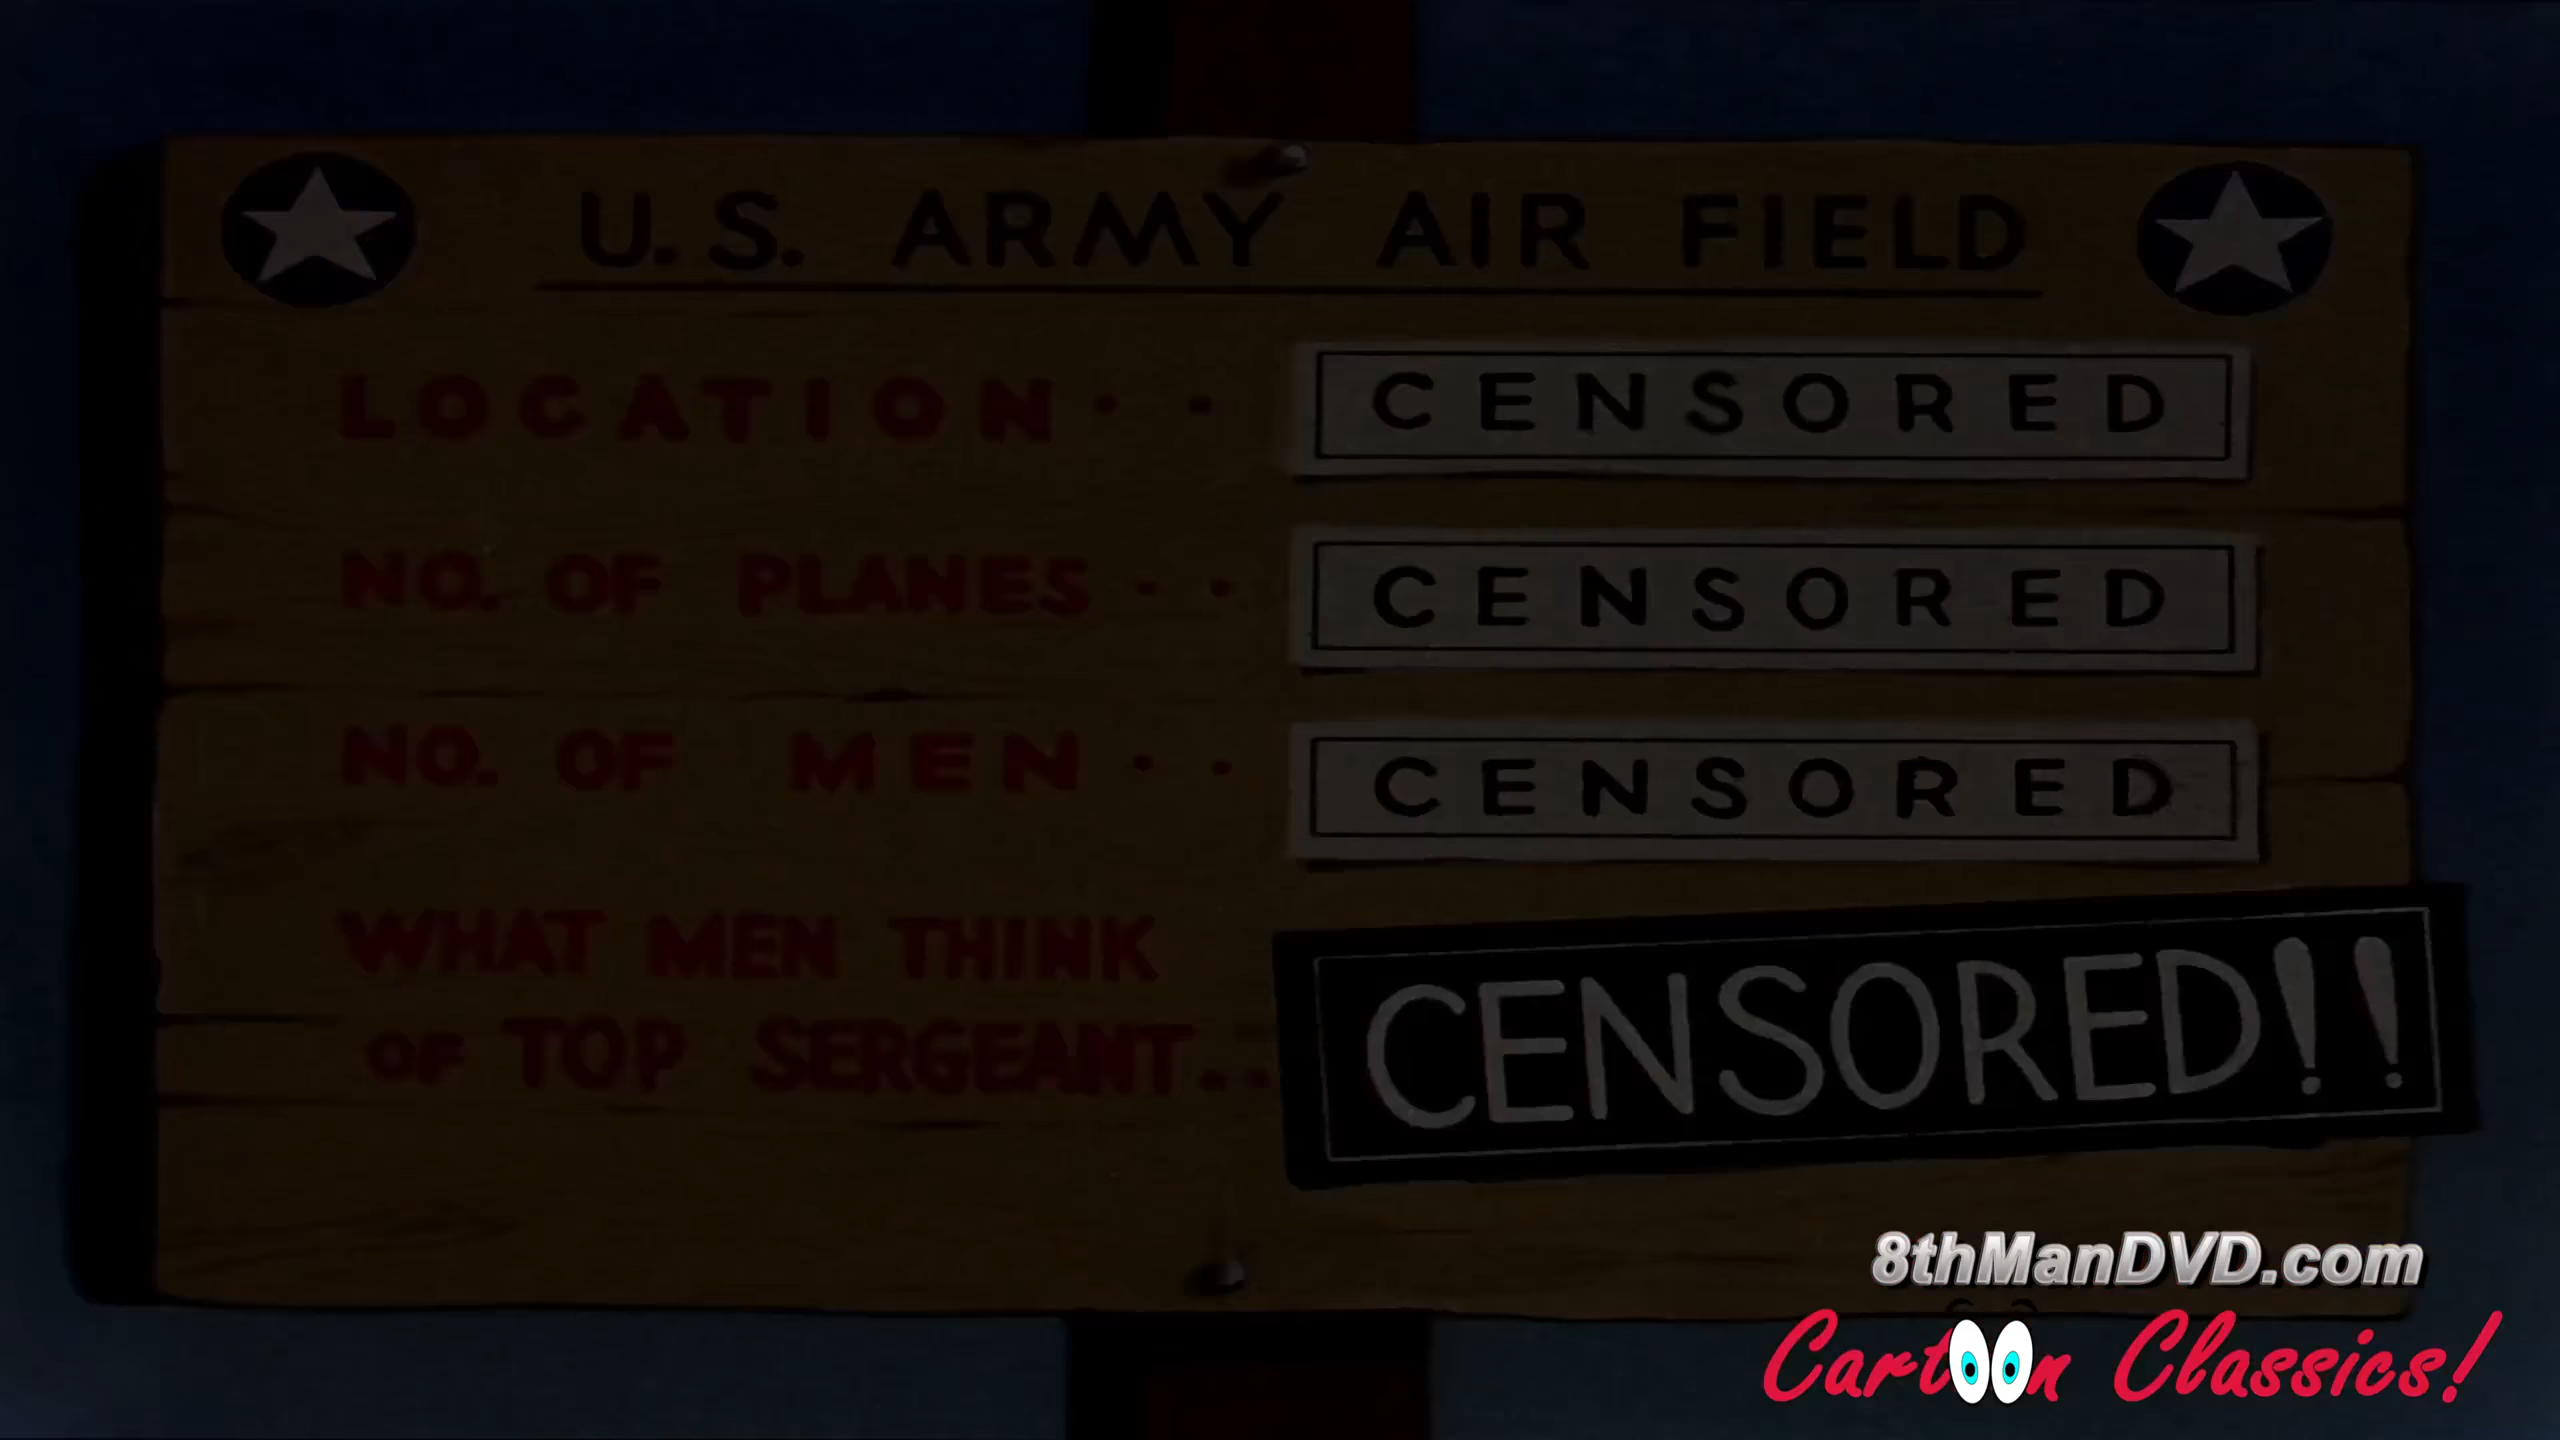 U.S. ARMY AIR FIELD
LOCATION . . CENSORED
NO. OF PLANES . . CENSORED
NO. OF MEN . . CENSORED
WHAT MEN THINK
OF TOP SERGEANT . . CENSORED!!
8thManDVD.com
Cartoon Classics!